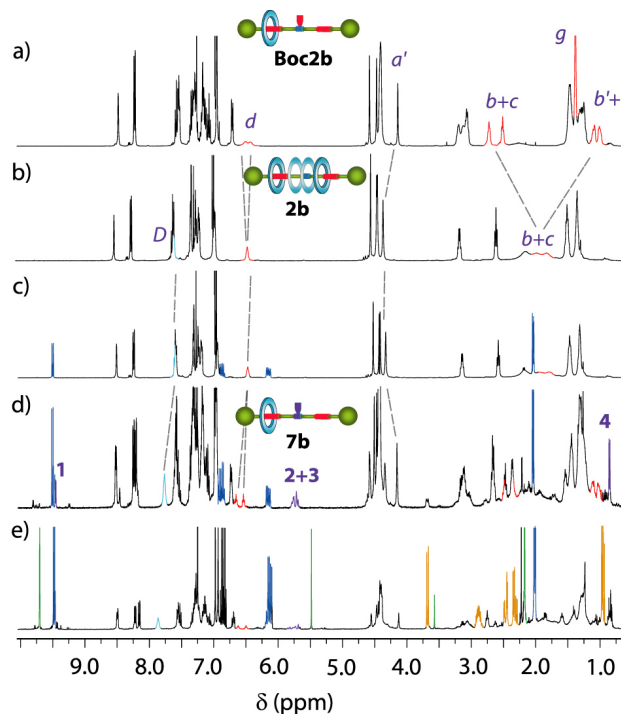 a)
Boc2b
d
a'
b+c
g
b'+
b)
2b
D
b+c
c)
d)
7b
1
2+3
4
e)
9.0 8.0 7.0 6.0 5.0 4.0 3.0 2.0 1.0
δ (ppm)